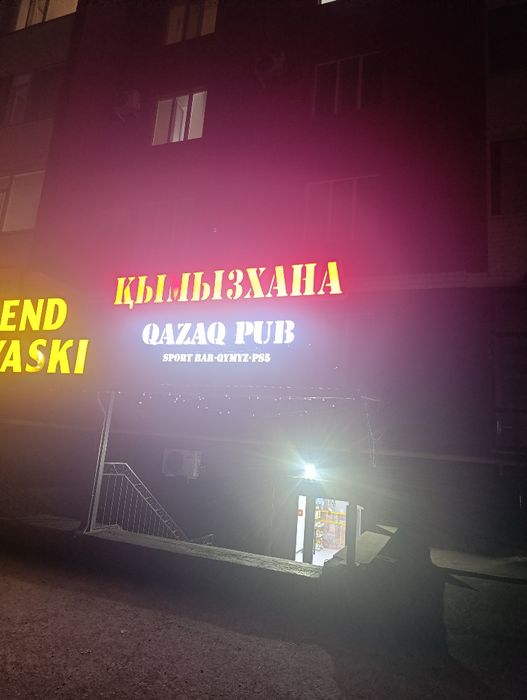 END
YASKI
ҚЫМЫЗХАНА
QAZAQ PUB
SPORT BAR·QYMYZ·PS5